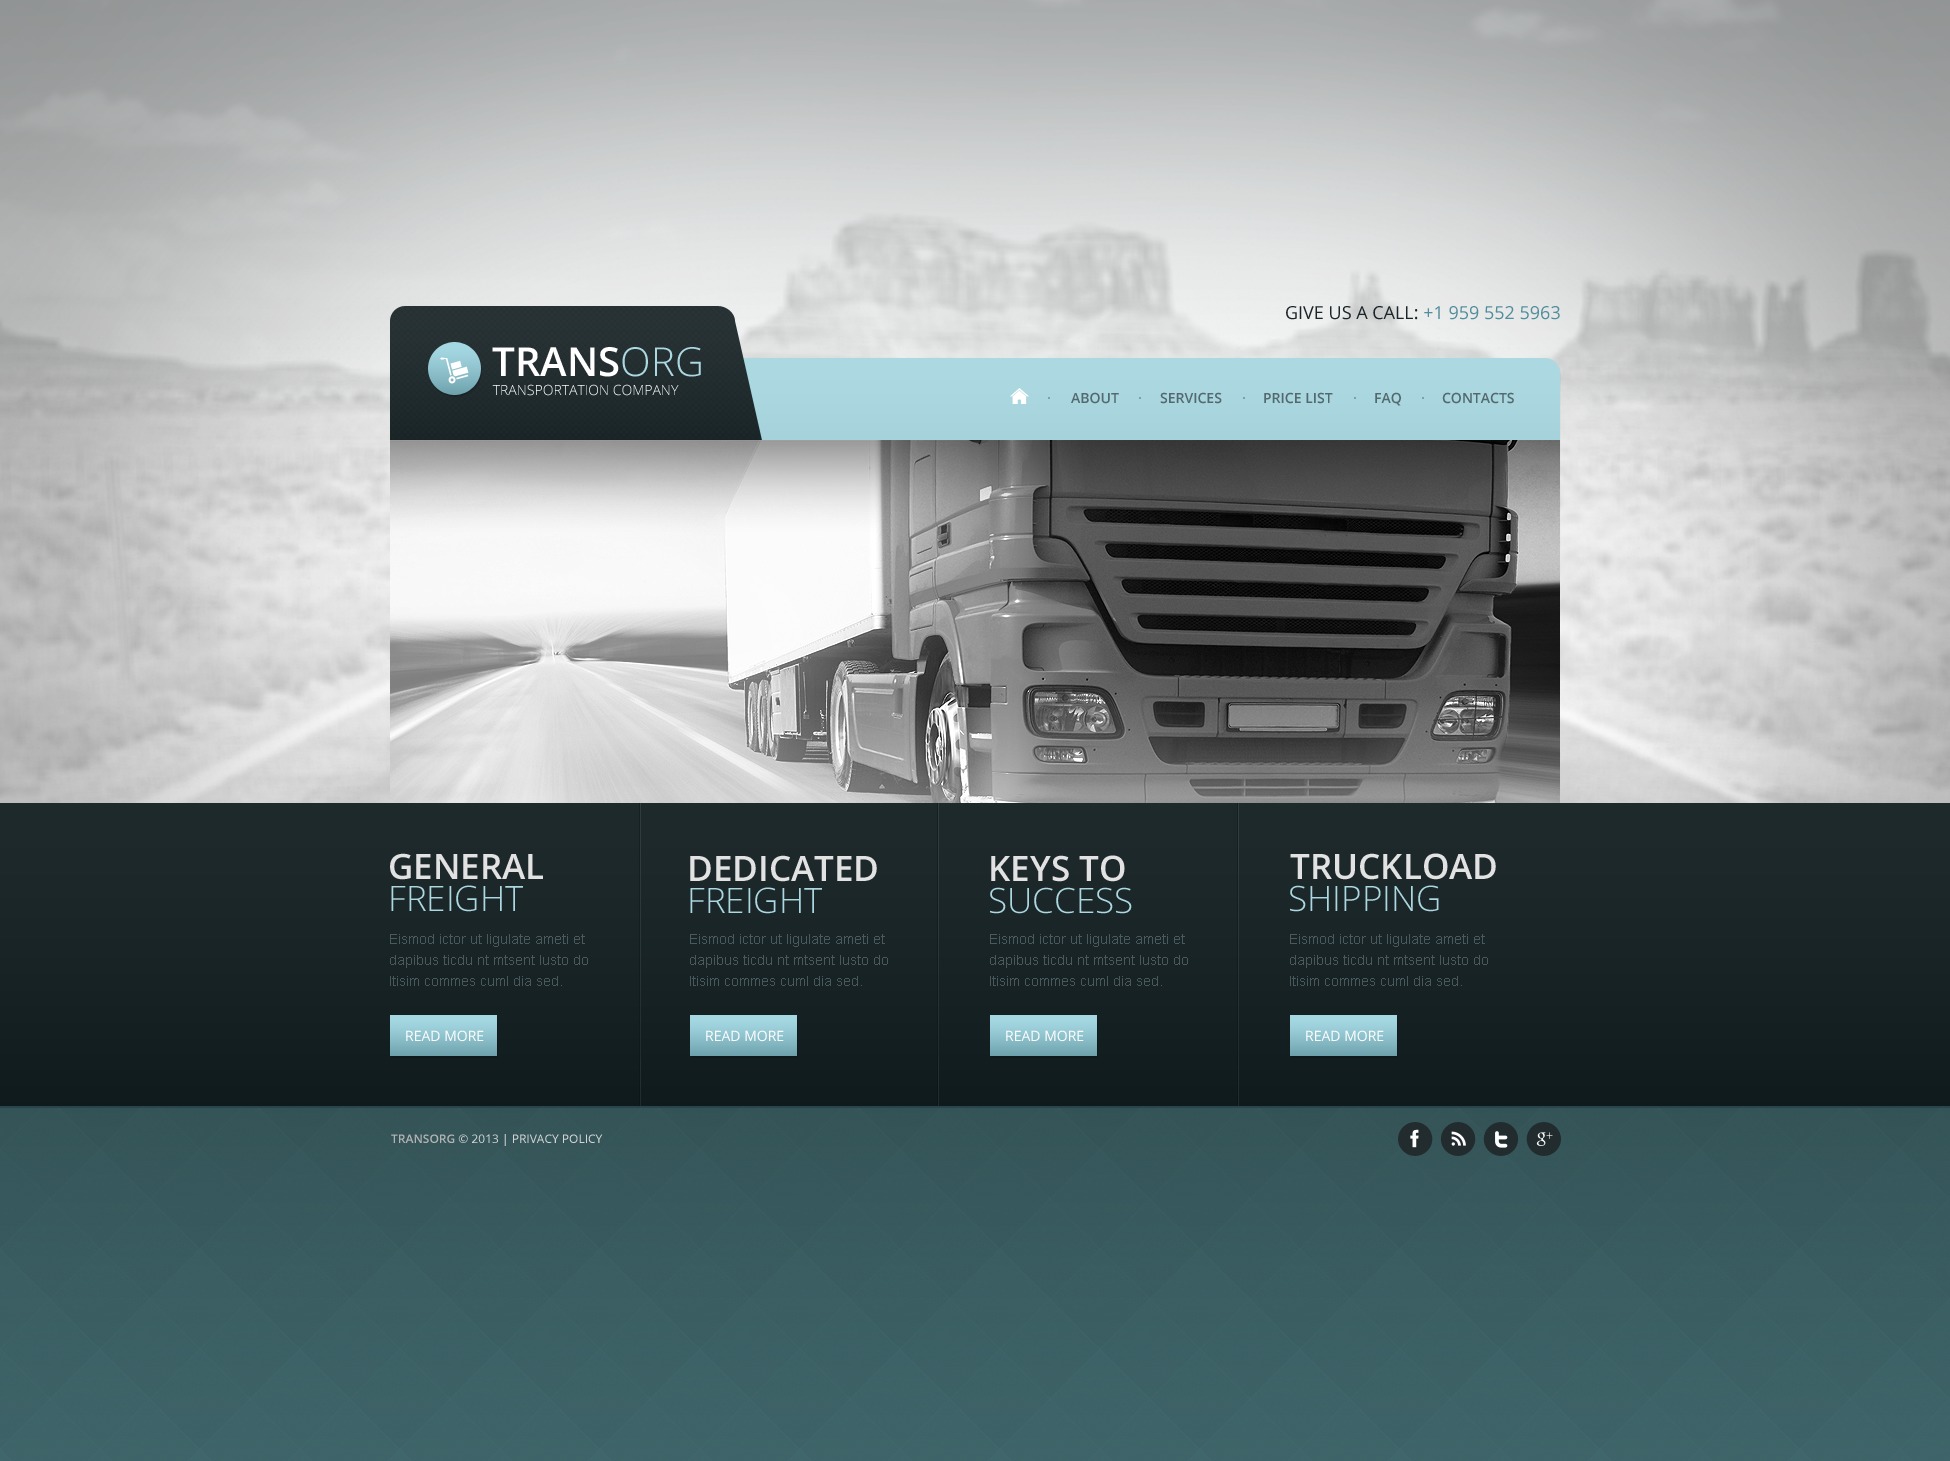 GIVE US A CALL: +1 959 552 5963
TRANSORG
TRANSPORTATION COMPANY
ABOUT
SERVICES
PRICE LIST
FAQ
CONTACTS
GENERAL
FREIGHT
Eismod ictor ut ligulate ameti et
dapibus ticdu nt mtsent lusto do
ltisim commes cuml dia sed.
READ MORE
DEDICATED
FREIGHT
Eismod ictor ut ligulate ameti et
dapibus ticdu nt mtsent lusto do
ltisim commes cuml dia sed.
READ MORE
KEYS TO
SUCCESS
Eismod ictor ut ligulate ameti et
dapibus ticdu nt mtsent lusto do
ltisim commes cuml dia sed.
READ MORE
TRUCKLOAD
SHIPPING
Eismod ictor ut ligulate ameti et
dapibus ticdu nt mtsent lusto do
ltisim commes cuml dia sed.
READ MORE
TRANSORG © 2013 | PRIVACY POLICY